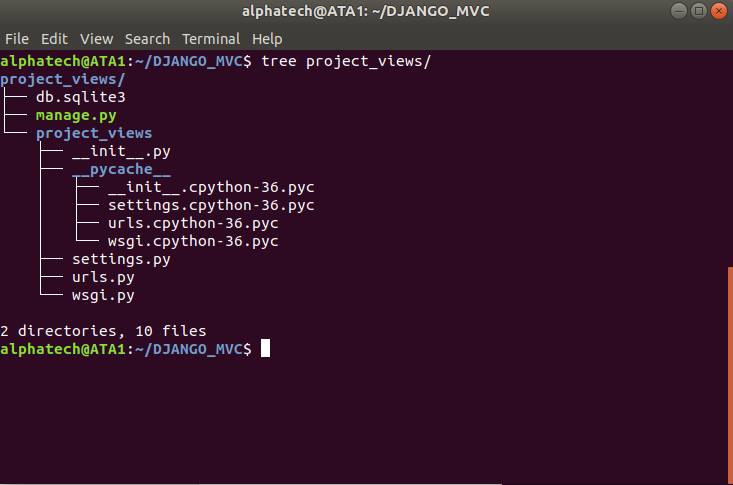 alphatech@ATA1: ~/DJANGO_MVC
File Edit View Search Terminal Help
alphatech@ATA1:~/DJANGO_MVC$ tree project_views/
project_views/
├── db.sqlite3
├── manage.py
└── project_views
    ├── __init__.py
    ├── __pycache__
    │   ├── __init__.cpython-36.pyc
    │   ├── settings.cpython-36.pyc
    │   ├── urls.cpython-36.pyc
    │   └── wsgi.cpython-36.pyc
    ├── settings.py
    ├── urls.py
    └── wsgi.py
2 directories, 10 files
alphatech@ATA1:~/DJANGO_MVC$